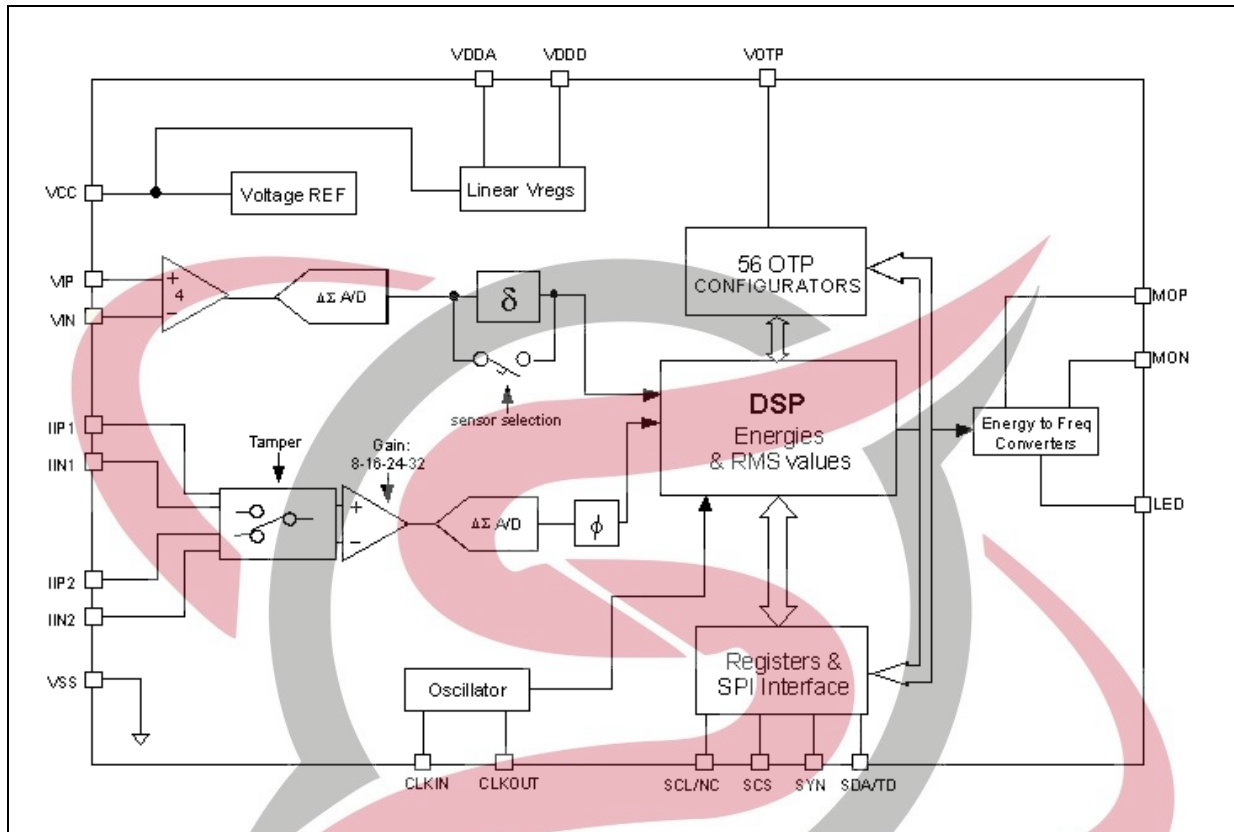 VDDA
VDDD
VOTP
VCC
Voltage REF
Linear Vregs
56 OTP
CONFIGURATORS
VIP
VIN
+
4
−
ΔΣ A/D
δ
MOP
MON
sensor selection
DSP
Energies
& RMS values
Energy to Freq
Converters
LED
IIP1
IIN1
Tamper
Gain:
8-16-24-32
+
−
ΔΣ A/D
ϕ
IIP2
IIN2
VSS
Oscillator
Registers &
SPI Interface
CLKIN
CLKOUT
SCL/NC
SCS
SYN
SDA/TD